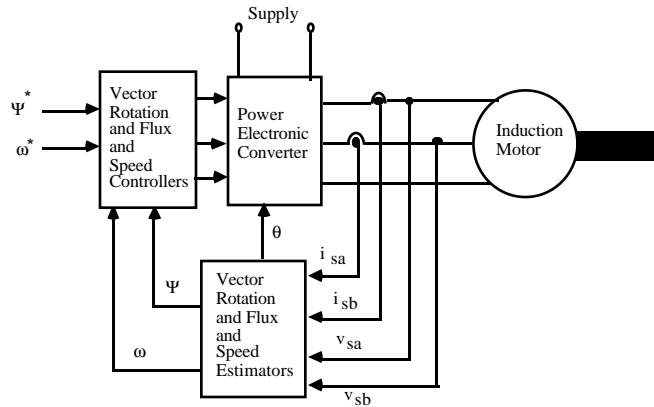 Supply
Vector
Rotation
and Flux
and
Speed
Controllers
Power
Electronic
Converter
Induction
Motor
Ψ*
ω*
θ
Ψ
ω
Vector
Rotation
and Flux
and
Speed
Estimators
i sa
i sb
v sa
v sb